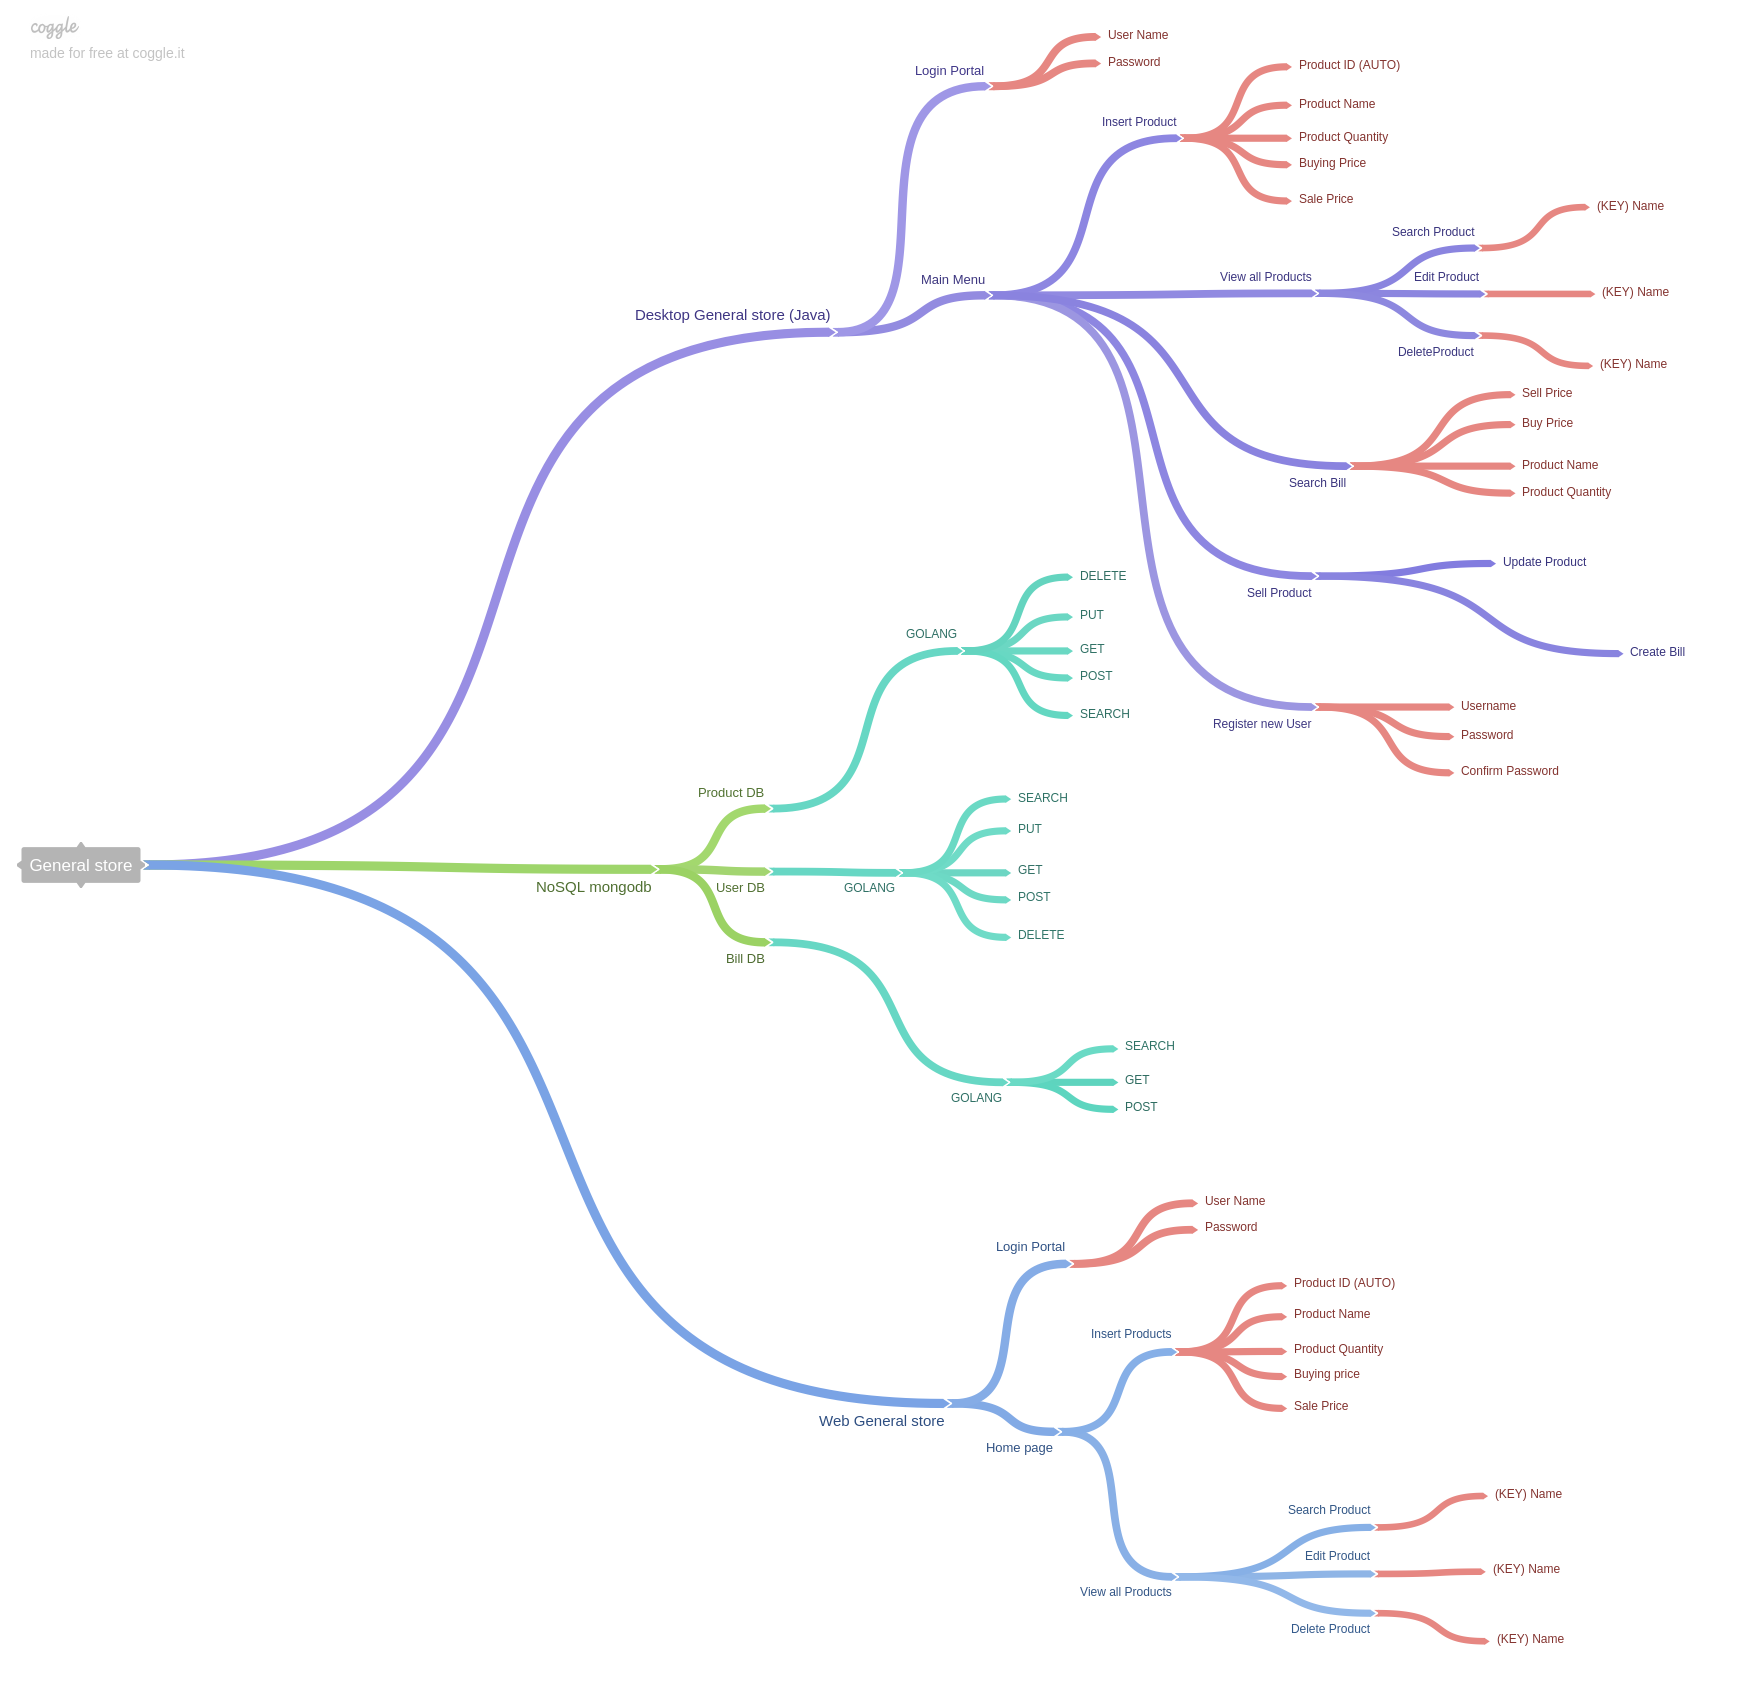 coggle
made for free at coggle.it
General store
Desktop General store (Java)
Login Portal
User Name
Password
Main Menu
Insert Product
Product ID (AUTO)
Product Name
Product Quantity
Buying Price
Sale Price
View all Products
Search Product
(KEY) Name
Edit Product
(KEY) Name
DeleteProduct
(KEY) Name
Search Bill
Sell Price
Buy Price
Product Name
Product Quantity
Sell Product
Update Product
Create Bill
Register new User
Username
Password
Confirm Password
NoSQL mongodb
Product DB
GOLANG
DELETE
PUT
GET
POST
SEARCH
User DB
GOLANG
SEARCH
PUT
GET
POST
DELETE
Bill DB
GOLANG
SEARCH
GET
POST
Web General store
Login Portal
User Name
Password
Home page
Insert Products
Product ID (AUTO)
Product Name
Product Quantity
Buying price
Sale Price
View all Products
Search Product
(KEY) Name
Edit Product
(KEY) Name
Delete Product
(KEY) Name